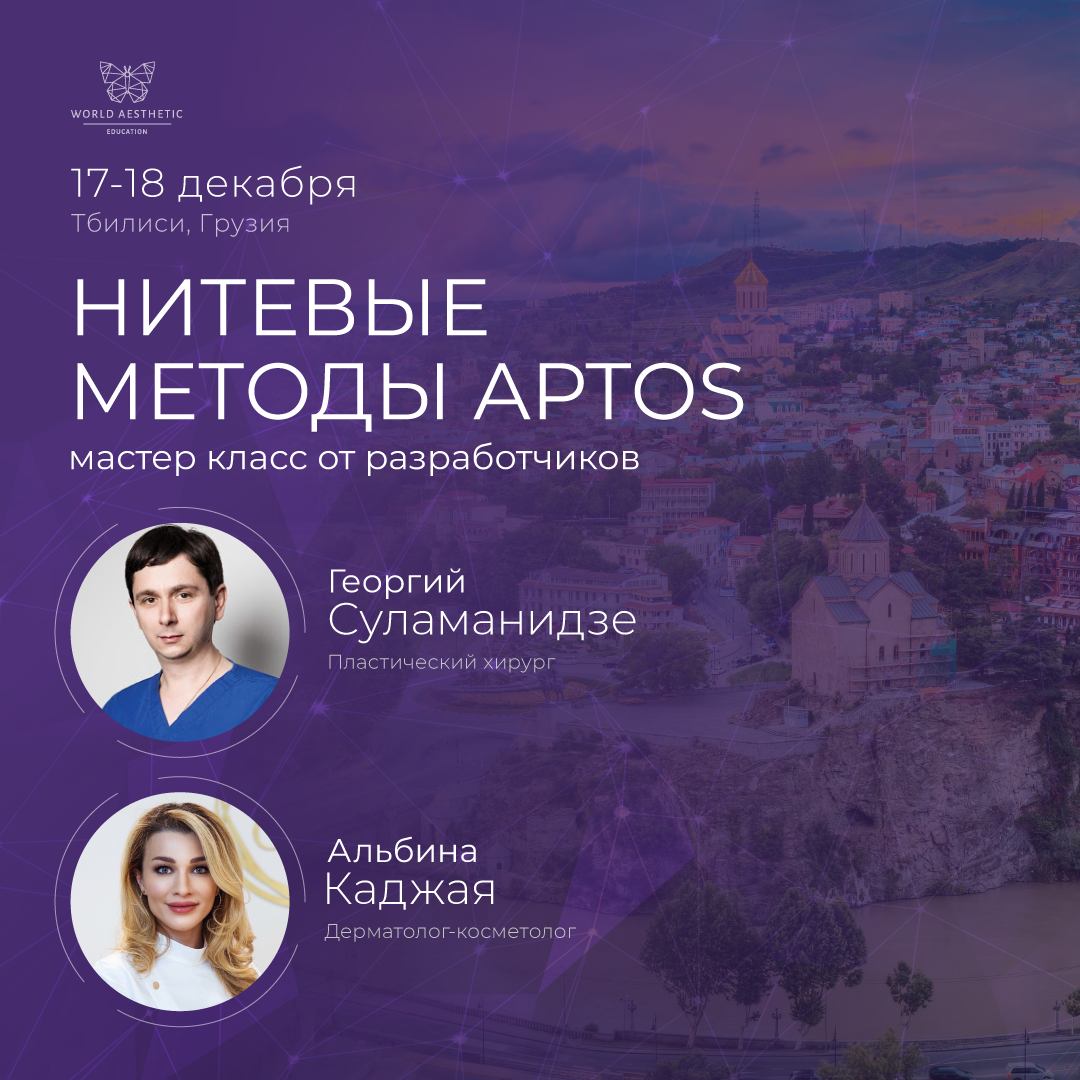 WORLD AESTHETIC
EDUCATION
17-18 декабря
Тбилиси, Грузия
НИТЕВЫЕ
МЕТОДЫ APTOS
мастер класс от разработчиков
Георгий
Суламанидзе
Пластический хирург
Альбина
Каджая
Дерматолог-косметолог